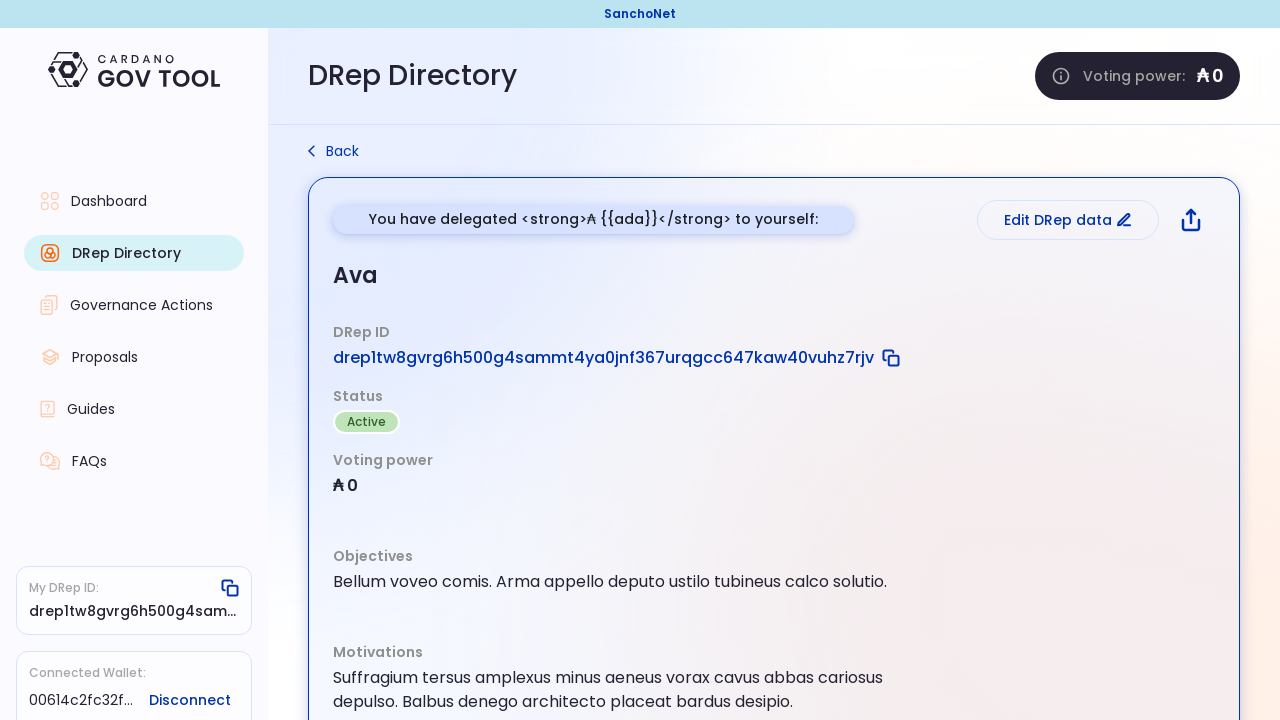 SanchoNet
CARDANO
GOV TOOL
DRep Directory
Voting power: ₳ 0
Back
Dashboard
DRep Directory
Governance Actions
Proposals
Guides
FAQs
My DRep ID:
drep1tw8gvrg6h500g4sam...
Connected Wallet:
00614c2fc32f... Disconnect
You have delegated <strong>₳ {{ada}}</strong> to yourself:
Edit DRep data
Ava
DRep ID
drep1tw8gvrg6h500g4sammt4ya0jnf367urqgcc647kaw40vuhz7rjv
Status
Active
Voting power
₳ 0
Objectives
Bellum voveo comis. Arma appello deputo ustilo tubineus calco solutio.
Motivations
Suffragium tersus amplexus minus aeneus vorax cavus abbas cariosus
depulso. Balbus denego architecto placeat bardus desipio.